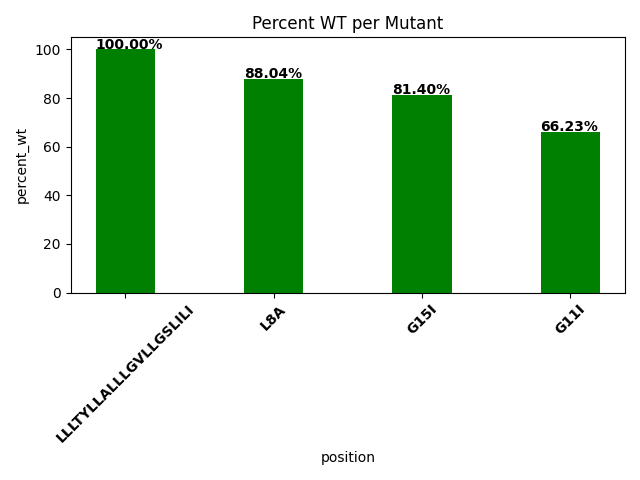 Percent WT per Mutant
percent_wt
100
80
60
40
20
0
100.00%
88.04%
81.40%
66.23%
LLLTYLLALLLGVLLGSLILI
L8A
G15I
G11I
position